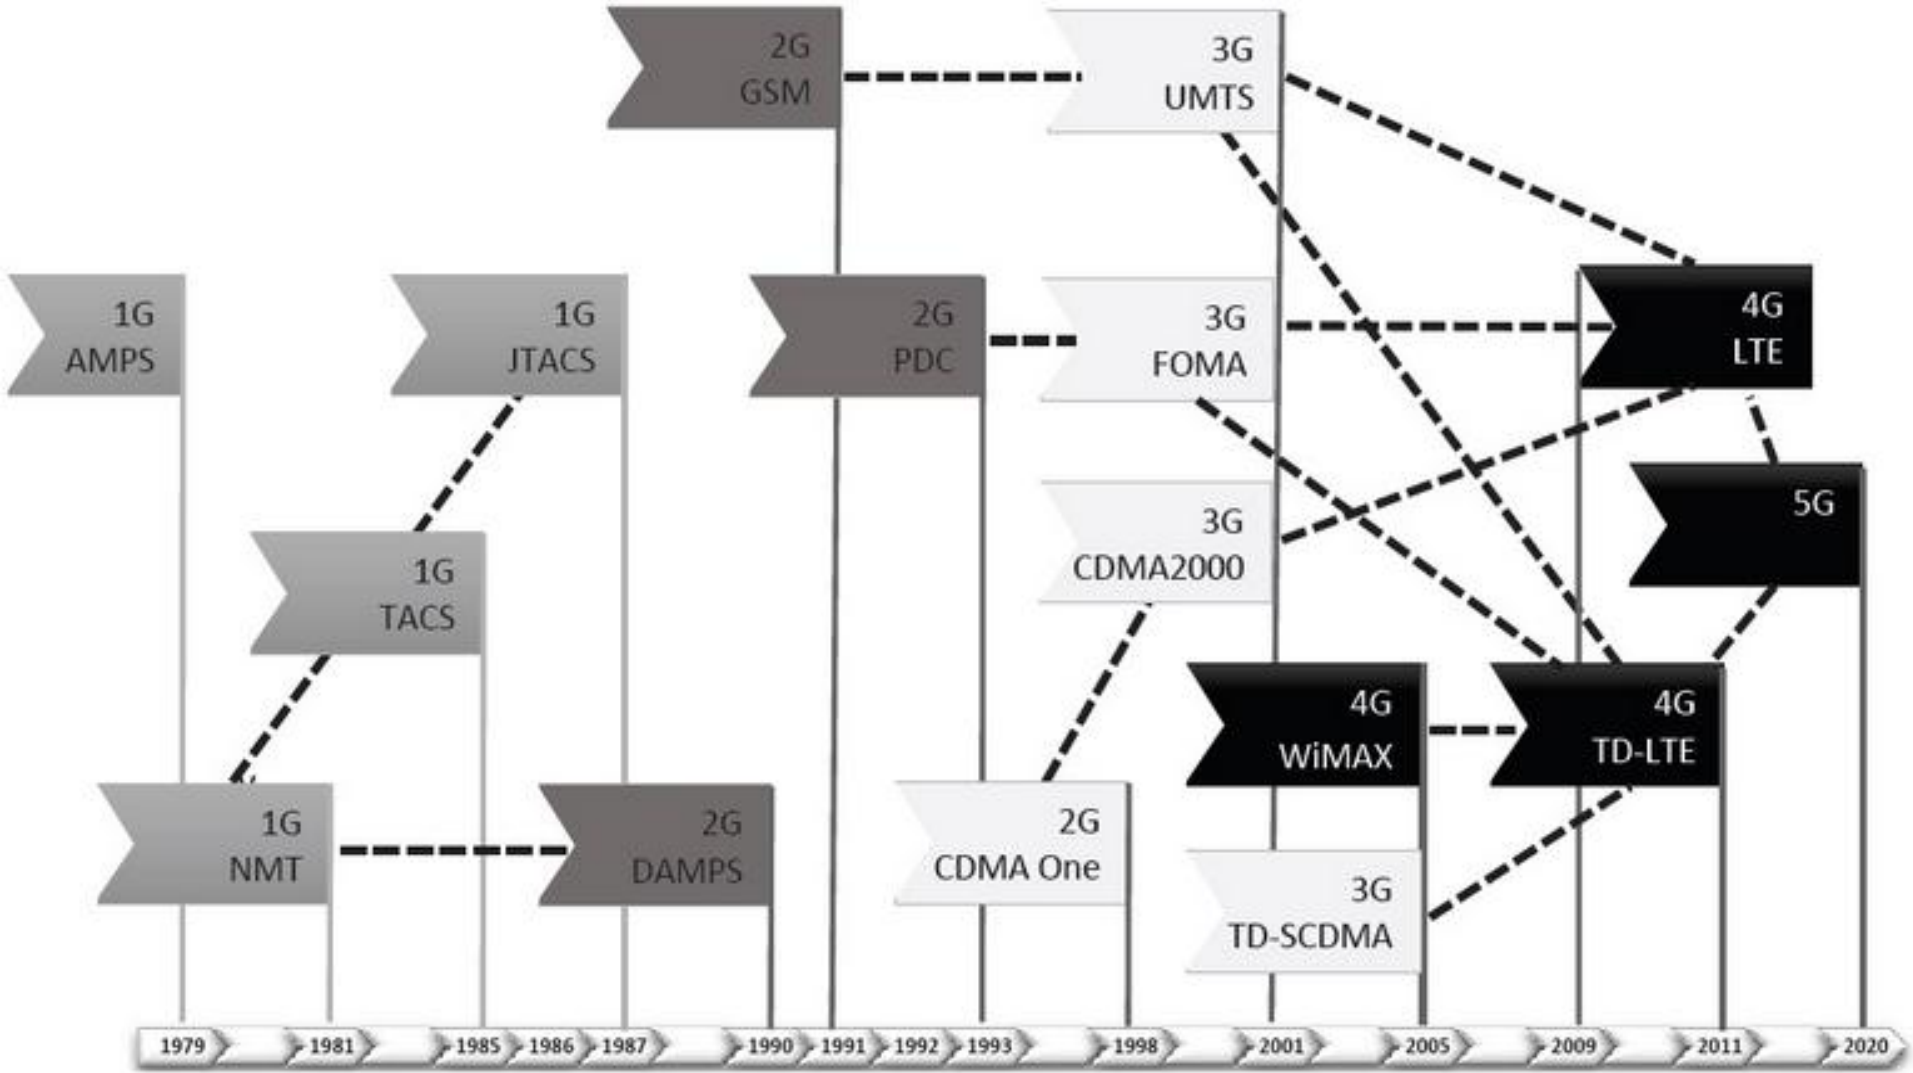 2G
GSM
3G
UMTS
1G
AMPS
1G
JTACS
2G
PDC
3G
FOMA
4G
LTE
3G
CDMA2000
5G
1G
TACS
4G
WiMAX
4G
TD-LTE
1G
NMT
2G
DAMPS
2G
CDMA One
3G
TD-SCDMA
1979 1981 1985 1986 1987 1990 1991 1992 1993 1998 2001 2005 2009 2011 2020